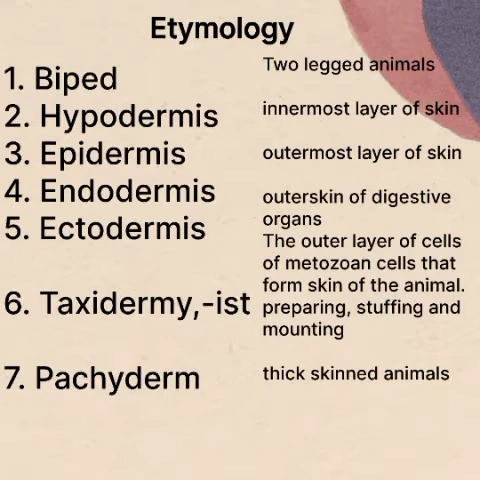 Etymology
1. Biped
Two legged animals
2. Hypodermis
innermost layer of skin
3. Epidermis
outermost layer of skin
4. Endodermis
outerskin of digestive
organs
5. Ectodermis
The outer layer of cells
of metozoan cells that
form skin of the animal.
6. Taxidermy,-ist
preparing, stuffing and
mounting
7. Pachyderm
thick skinned animals